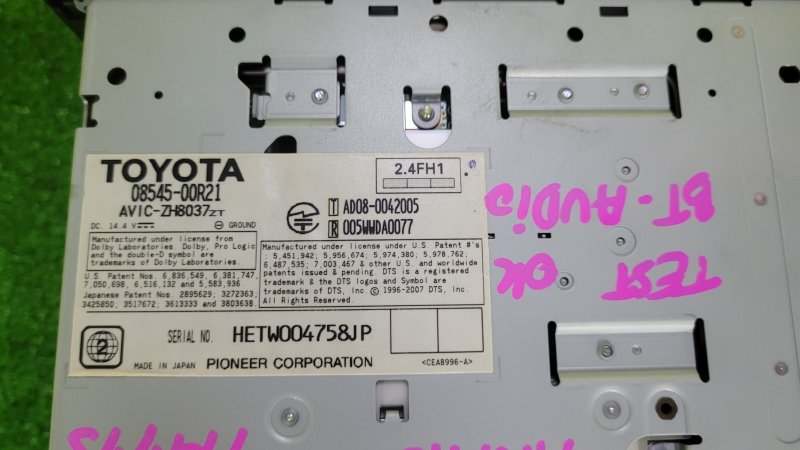 TOYOTA
08545-00R21
AVIC-ZH8037ZT
DC. 14.4V GROUND
2.4FH1
T AD08-0042005
R 005WWDA0077
Manufactured under license from
Dolby Laboratories. Dolby, Pro Logic
and the double-D symbol are
trademarks of Dolby Laboratories.
Manufactured under license under U.S. Patent #'s
: 5,451,942; 5,956,674; 5,974,380; 5,978,762;
6,487,535; 7,003,467 & other U.S. and worldwide
patents issued & pending. DTS is a registered
trademark & the DTS logos and Symbol are
trademarks of DTS, Inc. © 1996-2007 DTS, Inc.
All Rights Reserved.
U.S. Patent Nos. 6,836,549, 6,381,747,
7,050,698, 6,516,132 and 5,583,936
Japanese Patent Nos. 2895629, 3272363,
3425850, 3517672, 3613333 and 3803638
2
SERIAL NO. HETW004758JP
MADE IN JAPAN PIONEER CORPORATION
<CEA8996-A>
TEST OK
BT-AUDIO